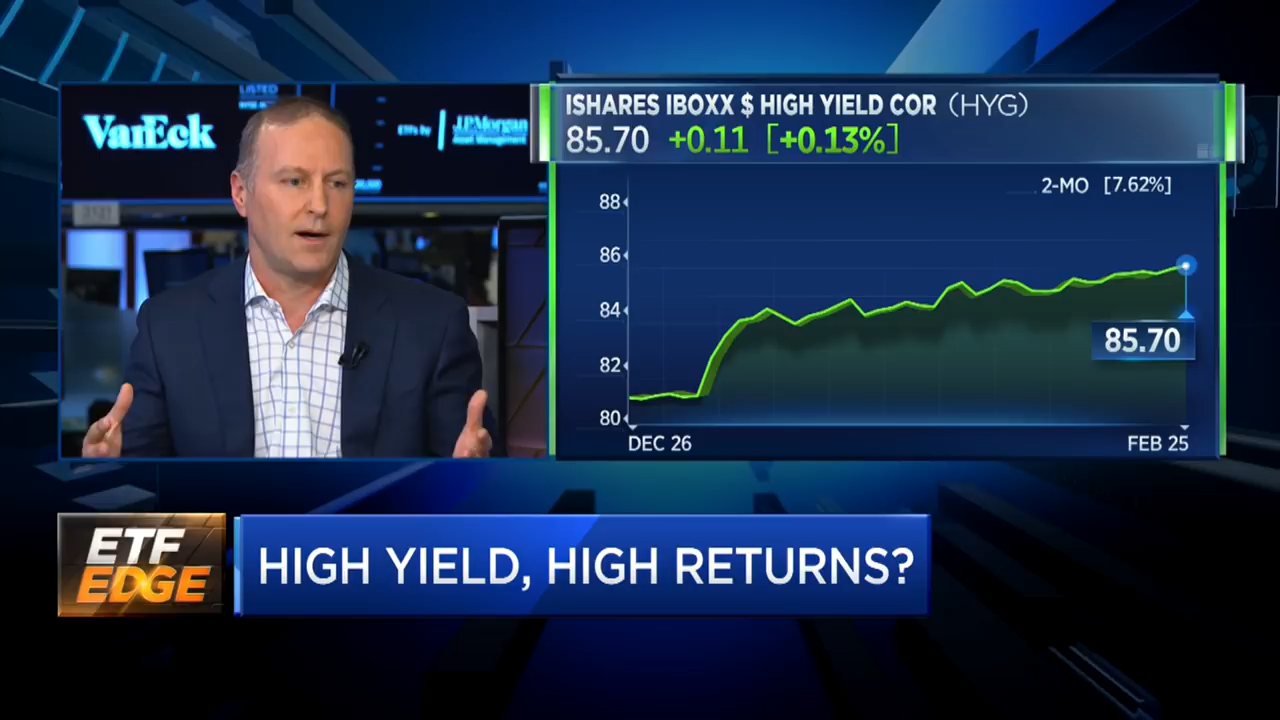 LISTED
VanEck
ETFs by
J.P.Morgan
Asset Management
ISHARES IBOXX $ HIGH YIELD COR (HYG)
85.70 +0.11 [+0.13%]
2-MO [7.62%]
88
86
84
82
80
85.70
DEC 26
FEB 25
ETF
EDGE
HIGH YIELD, HIGH RETURNS?